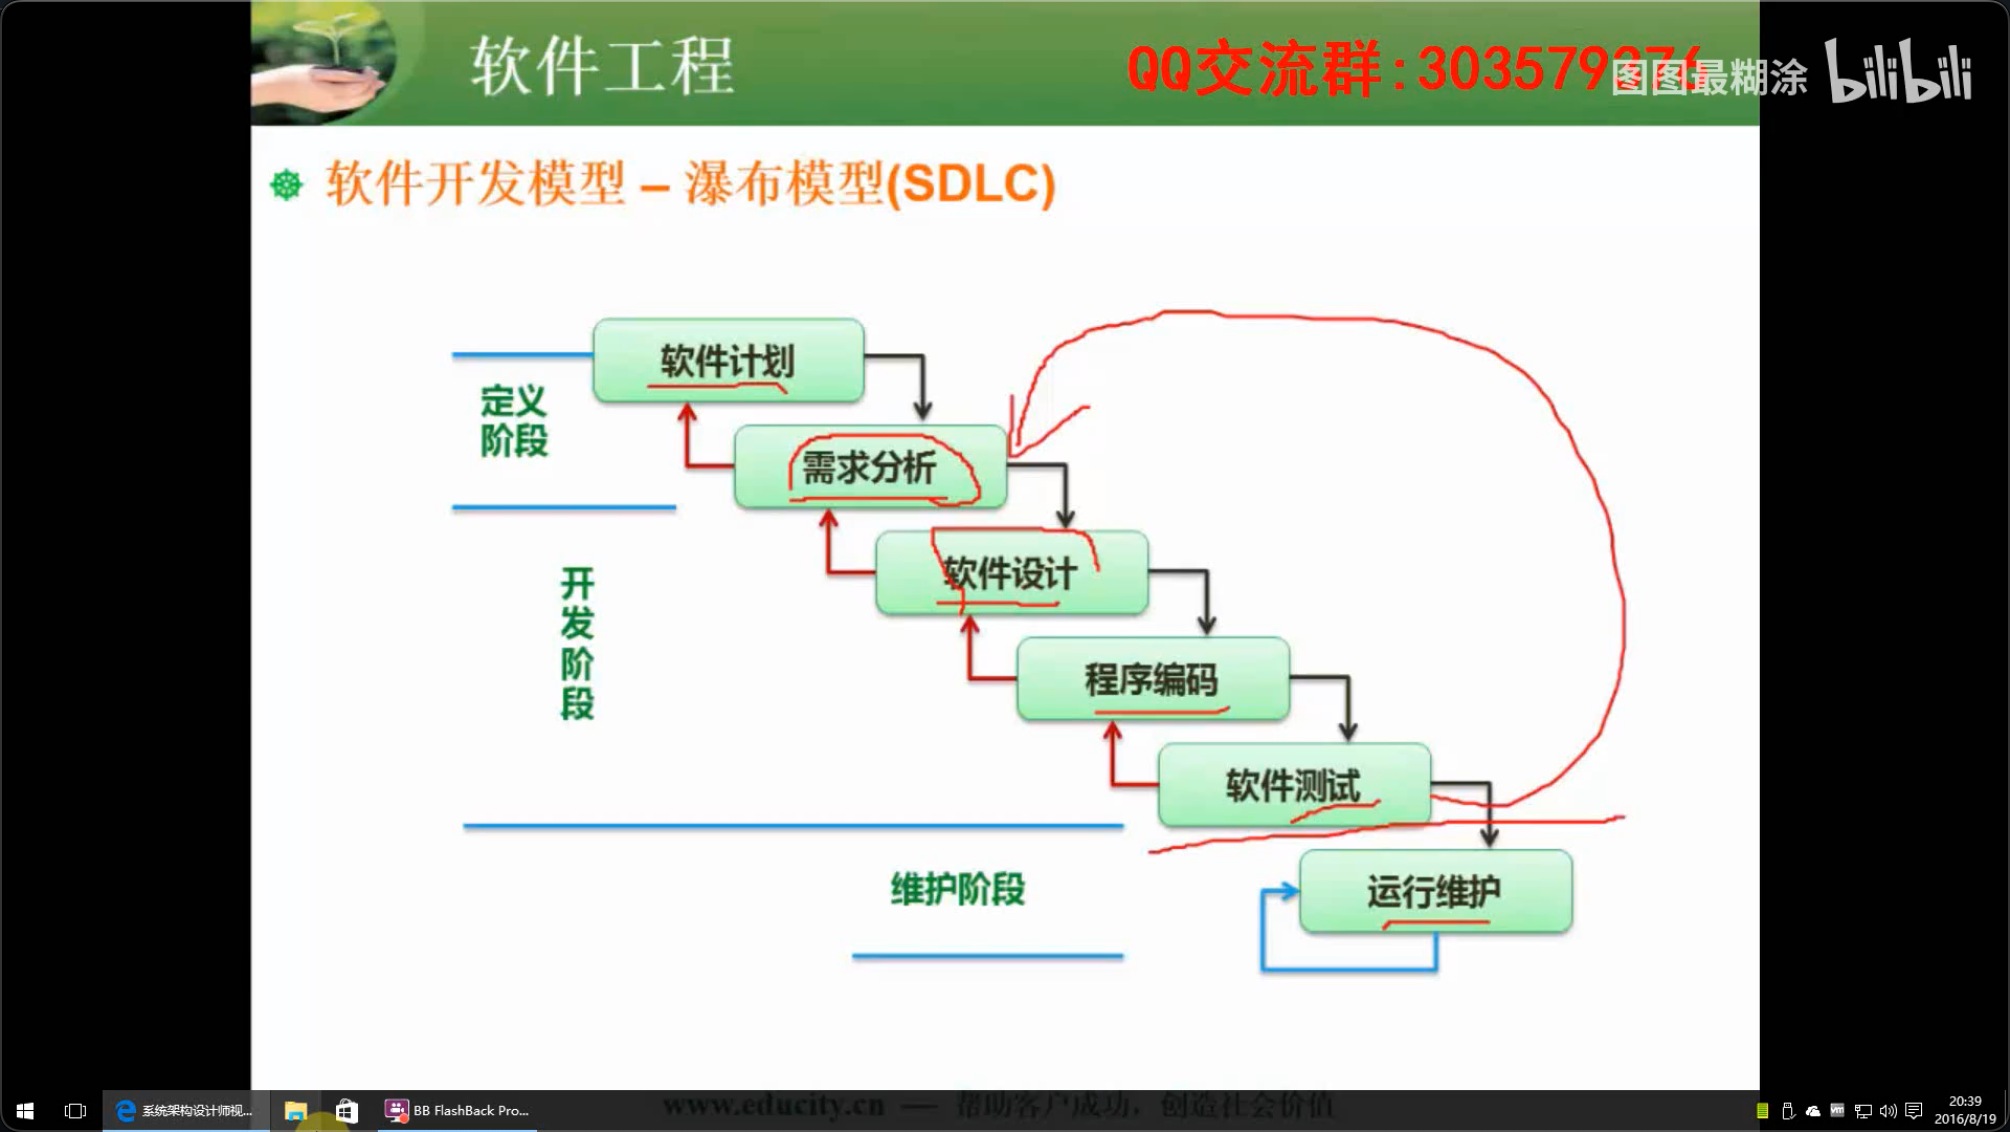 软件工程
QQ交流群:303579276
图图最糊涂 bilibili
软件开发模型 – 瀑布模型(SDLC)
软件计划
定义
阶段
需求分析
软件设计
开
发
阶
段
程序编码
软件测试
维护阶段
运行维护
www.educity.cn — 帮助客户成功,创造社会价值
系统架构设计师视...
BB FlashBack Pro...
20:39
2016/8/19